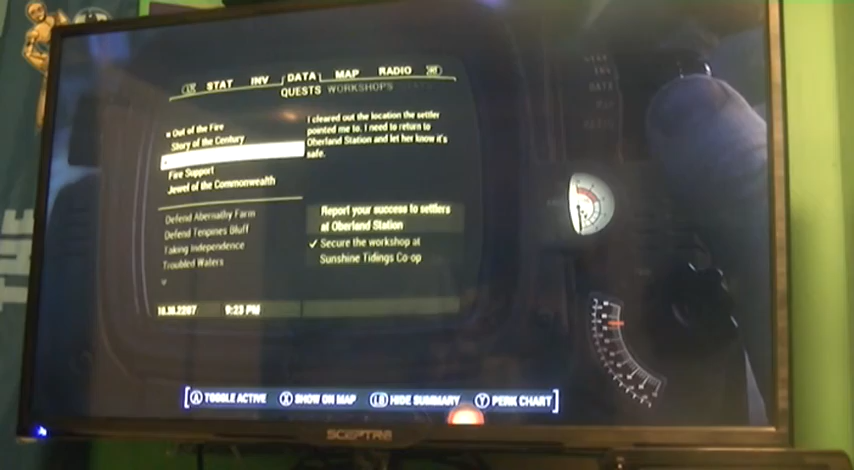 STAT INV DATA MAP RADIO
QUESTS WORKSHOPS
Out of the Fire
Story of the Century
Fire Support
Jewel of the Commonwealth
Defend Abernathy Farm
Defend Tenpines Bluff
Taking Independence
Troubled Waters
I cleared out the location the settler
pointed me to. I need to return to
Oberland Station and let her know it's
safe.
Report your success to settlers
at Oberland Station
Secure the workshop at
Sunshine Tidings Co-op
9:23 PM
INV
DATA
A TOGGLE ACTIVE X SHOW ON MAP LB HIDE SUMMARY Y PERK CHART
SCEPTRE
THE